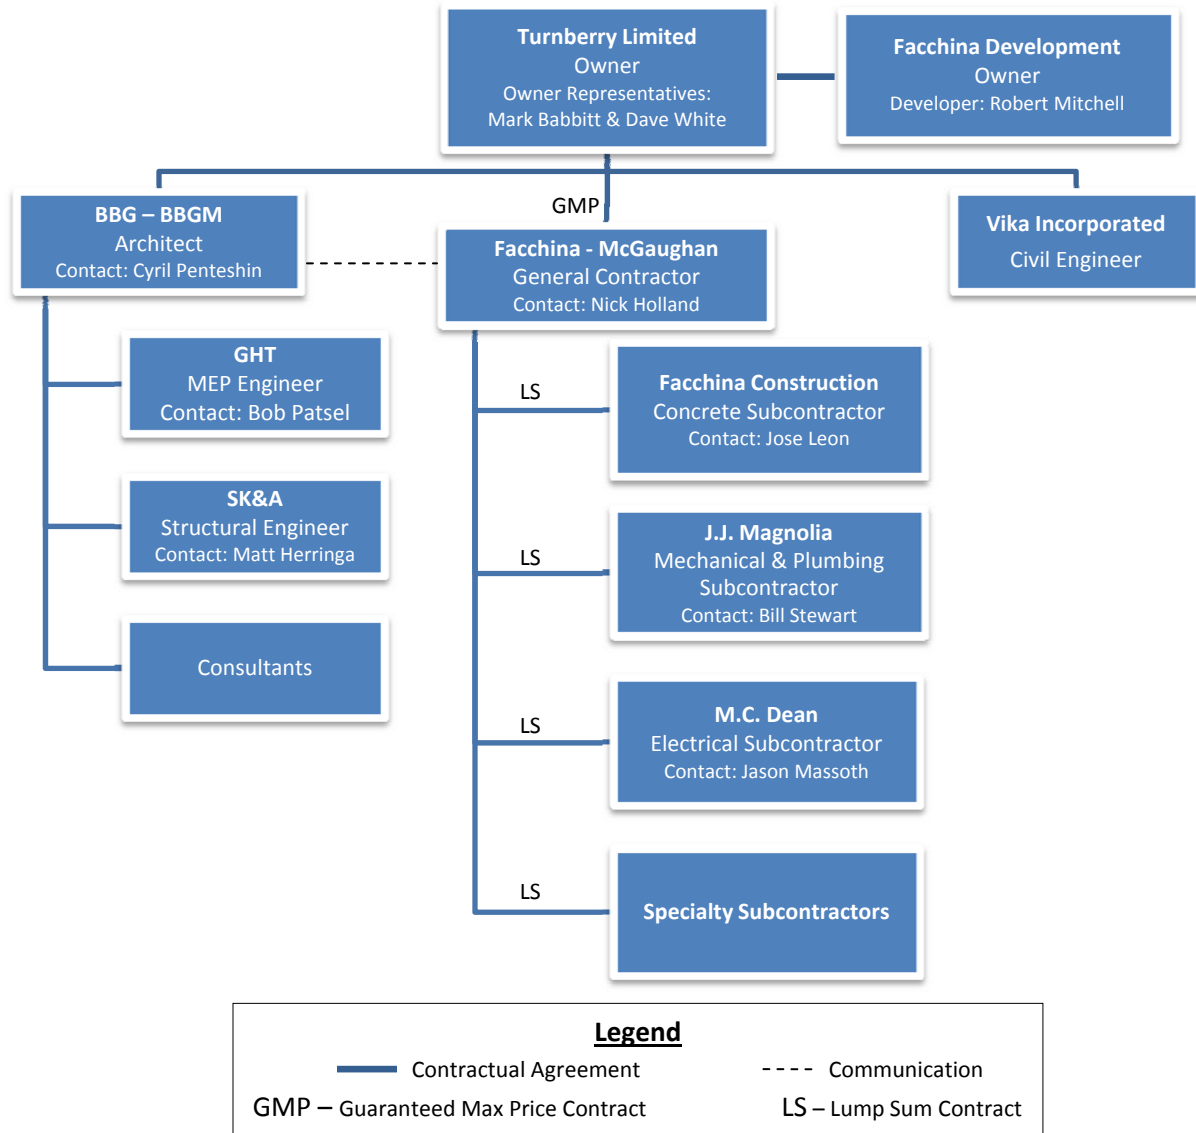 Turnberry Limited
Owner
Owner Representatives:
Mark Babbitt & Dave White
Facchina Development
Owner
Developer: Robert Mitchell
GMP
BBG – BBGM
Architect
Contact: Cyril Penteshin
Facchina - McGaughan
General Contractor
Contact: Nick Holland
Vika Incorporated
Civil Engineer
GHT
MEP Engineer
Contact: Bob Patsel
SK&A
Structural Engineer
Contact: Matt Herringa
Consultants
LS
Facchina Construction
Concrete Subcontractor
Contact: Jose Leon
LS
J.J. Magnolia
Mechanical & Plumbing
Subcontractor
Contact: Bill Stewart
LS
M.C. Dean
Electrical Subcontractor
Contact: Jason Massoth
LS
Specialty Subcontractors
Legend
Contractual Agreement
Communication
GMP – Guaranteed Max Price Contract
LS – Lump Sum Contract